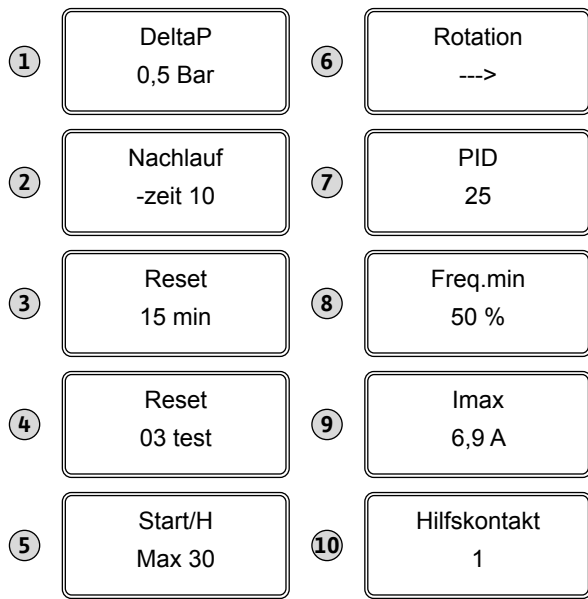 1
DeltaP
0,5 Bar
2
Nachlauf
-zeit 10
3
Reset
15 min
4
Reset
03 test
5
Start/H
Max 30
6
Rotation
--->
7
PID
25
8
Freq.min
50 %
9
Imax
6,9 A
10
Hilfskontakt
1